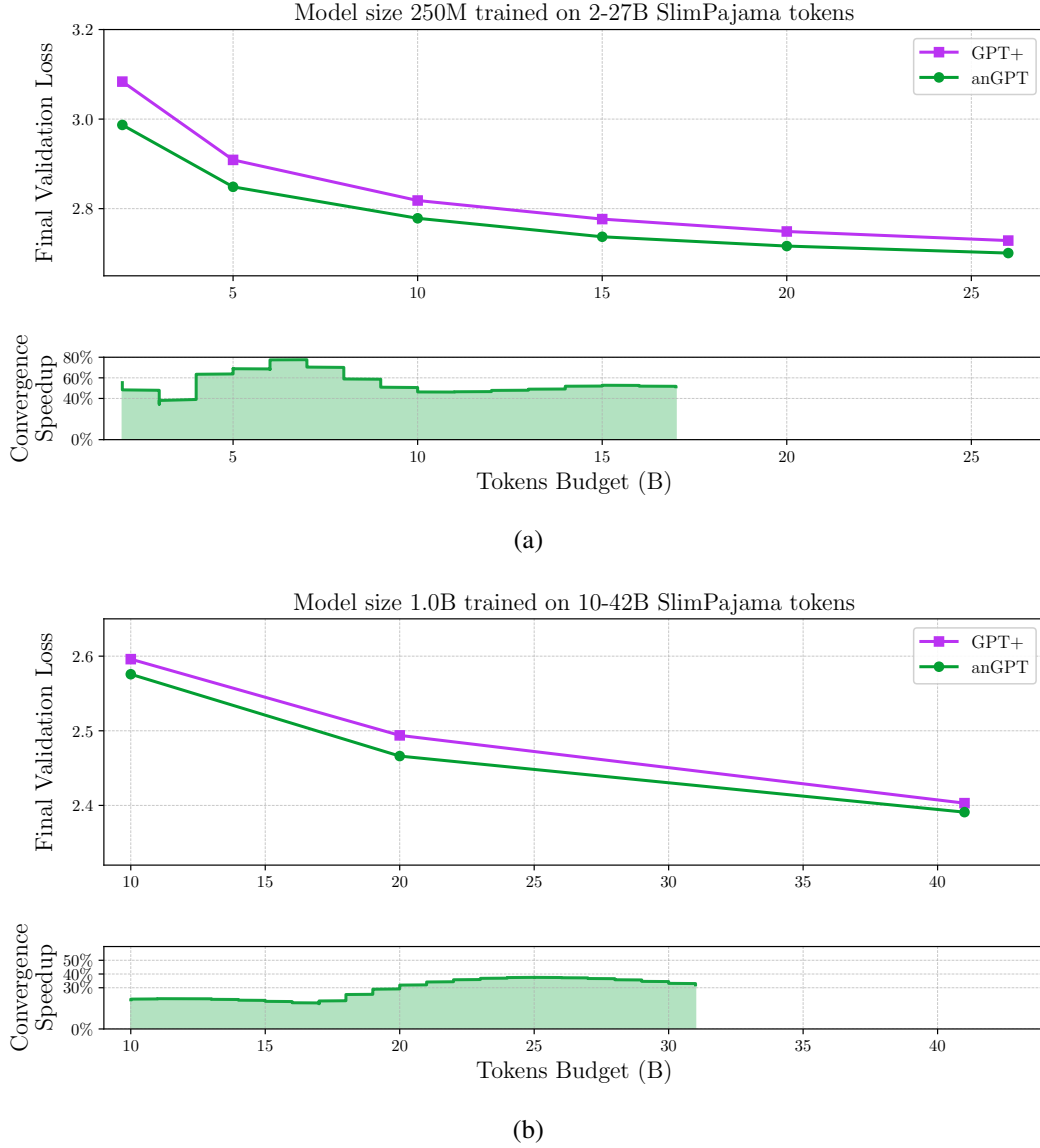 Model size 250M trained on 2-27B SlimPajama tokens
Final Validation Loss
3.2
3.0
2.8
GPT+
anGPT
5
10
15
20
25
Convergence
Speedup
80%
60%
40%
0%
5
10
15
20
25
Tokens Budget (B)
(a)
Model size 1.0B trained on 10-42B SlimPajama tokens
Final Validation Loss
2.6
2.5
2.4
GPT+
anGPT
10
15
20
25
30
35
40
Convergence
Speedup
50%
40%
30%
0%
10
15
20
25
30
35
40
Tokens Budget (B)
(b)